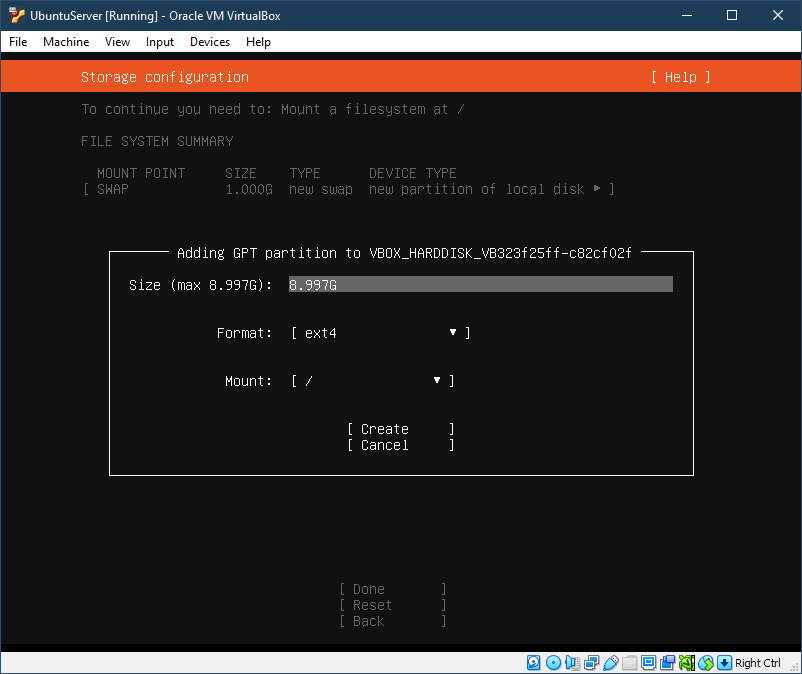 UbuntuServer [Running] - Oracle VM VirtualBox
File Machine View Input Devices Help
Storage configuration [ Help ]
To continue you need to: Mount a filesystem at /
FILE SYSTEM SUMMARY
MOUNT POINT SIZE TYPE DEVICE TYPE
[ SWAP 1.000G new swap new partition of local disk ▸ ]
Adding GPT partition to VBOX_HARDDISK_VB323f25ff-c82cf02f
Size (max 8.997G): 8.997G
Format: [ ext4 ▾ ]
Mount: [ / ▾ ]
[ Create ]
[ Cancel ]
[ Done ]
[ Reset ]
[ Back ]
Right Ctrl